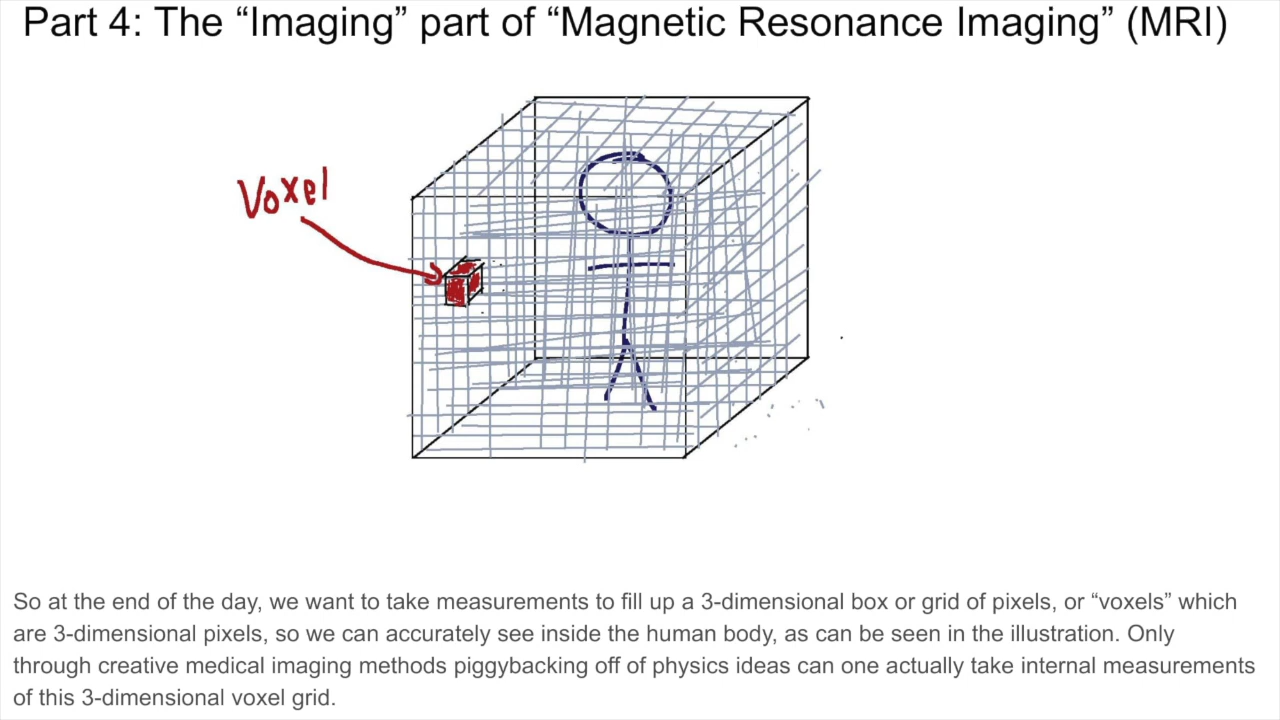 Part 4: The “Imaging” part of “Magnetic Resonance Imaging” (MRI)
Voxel
So at the end of the day, we want to take measurements to fill up a 3-dimensional box or grid of pixels, or “voxels” which
are 3-dimensional pixels, so we can accurately see inside the human body, as can be seen in the illustration. Only
through creative medical imaging methods piggybacking off of physics ideas can one actually take internal measurements
of this 3-dimensional voxel grid.